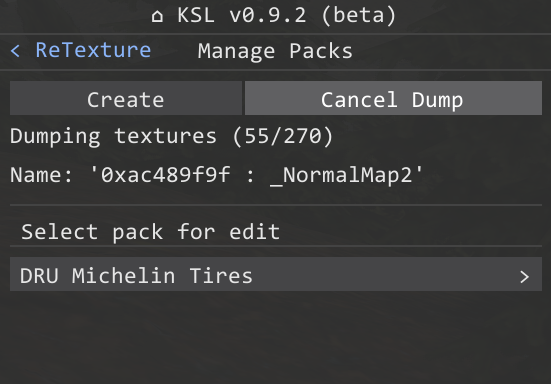 ⌂ KSL v0.9.2 (beta)
< ReTexture Manage Packs
Create Cancel Dump
Dumping textures (55/270)
Name: '0xac489f9f : _NormalMap2'
Select pack for edit
DRU Michelin Tires >